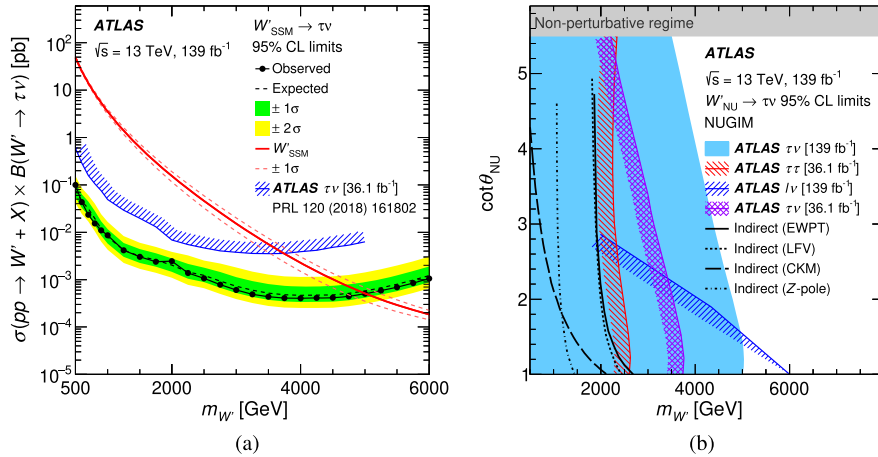 ATLAS
√s = 13 TeV, 139 fb⁻¹
W'SSM → τν
95% CL limits
Observed
Expected
± 1σ
± 2σ
W'SSM
± 1σ
ATLAS τν [36.1 fb⁻¹]
PRL 120 (2018) 161802
σ(pp → W' + X) × B(W' → τν) [pb]
10²
10
1
10⁻¹
10⁻²
10⁻³
10⁻⁴
10⁻⁵
500
2000
4000
6000
mW' [GeV]
(a)
Non-perturbative regime
ATLAS
√s = 13 TeV, 139 fb⁻¹
W'NU → τν 95% CL limits
NUGIM
ATLAS τν [139 fb⁻¹]
ATLAS ττ [36.1 fb⁻¹]
ATLAS lν [139 fb⁻¹]
ATLAS τν [36.1 fb⁻¹]
Indirect (EWPT)
Indirect (LFV)
Indirect (CKM)
Indirect (Z-pole)
cotθNU
5
4
3
2
1
2000
4000
6000
8000
mW' [GeV]
(b)